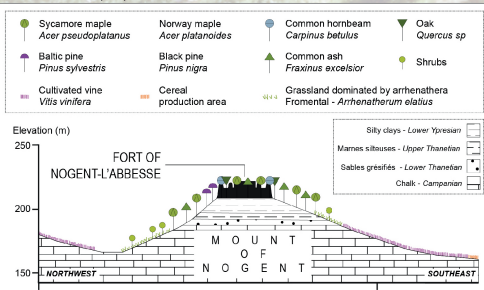 Sycamore maple
Acer pseudoplatanus
Norway maple
Acer platanoides
Common hornbeam
Carpinus betulus
Oak
Quercus sp
Baltic pine
Pinus sylvestris
Black pine
Pinus nigra
Common ash
Fraxinus excelsior
Shrubs
Cultivated vine
Vitis vinifera
Cereal
production area
Grassland dominated by arrhenathera
Fromental - Arrhenatherum elatius
Elevation (m)
250
200
150
FORT OF
NOGENT-L'ABBESSE
Silty clays - Lower Ypresian
Marnes silteuses - Upper Thanetian
Sables grésifiés - Lower Thanetian
Chalk - Campanian
MOUNT
OF
NOGENT
NORTHWEST
SOUTHEAST